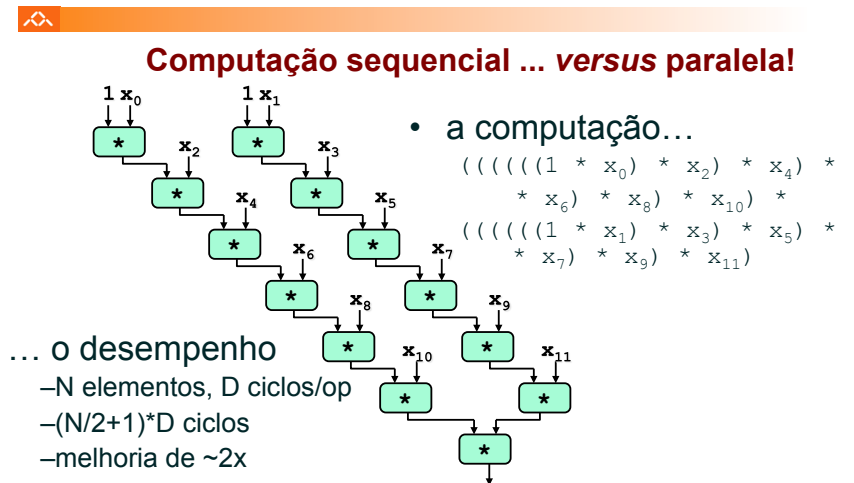 Computação sequencial ... versus paralela!
1 x₀
1 x₁
*
*
x₂
x₃
*
*
x₄
x₅
*
*
x₆
x₇
*
*
x₈
x₉
*
*
x₁₀
x₁₁
*
*
*
• a computação…
((((((1 * x₀) * x₂) * x₄) *
* x₆) * x₈) * x₁₀) *
((((((1 * x₁) * x₃) * x₅) *
* x₇) * x₉) * x₁₁)
… o desempenho
–N elementos, D ciclos/op
–(N/2+1)*D ciclos
–melhoria de ~2x